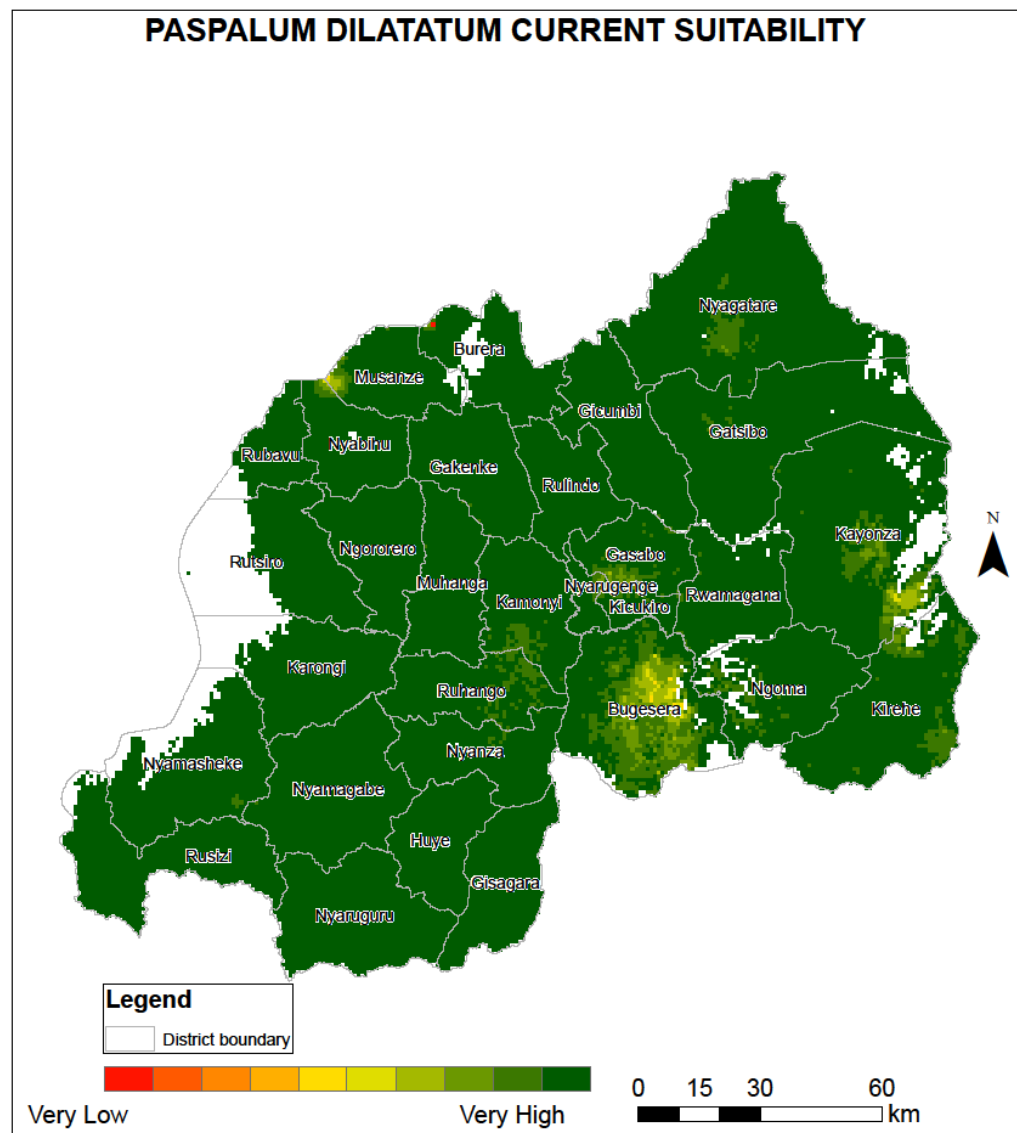 PASPALUM DILATATUM CURRENT SUITABILITY
Nyagatare
Burera
Musanze
Gicumbi
Gatsibo
Nyabihu
Rubavu
Gakenke
Rulindo
N
Kayonza
Ngororero
Gasabo
Rutsiro
Muhanga
Nyarugenge
Rwamagana
Kamonyi
Kicukiro
Karongi
Ruhango
Ngoma
Bugesera
Kirehe
Nyanza
Nyamasheke
Nyamagabe
Huye
Rusizi
Gisagara
Nyaruguru
Legend
District boundary
0 15 30 60
km
Very Low
Very High